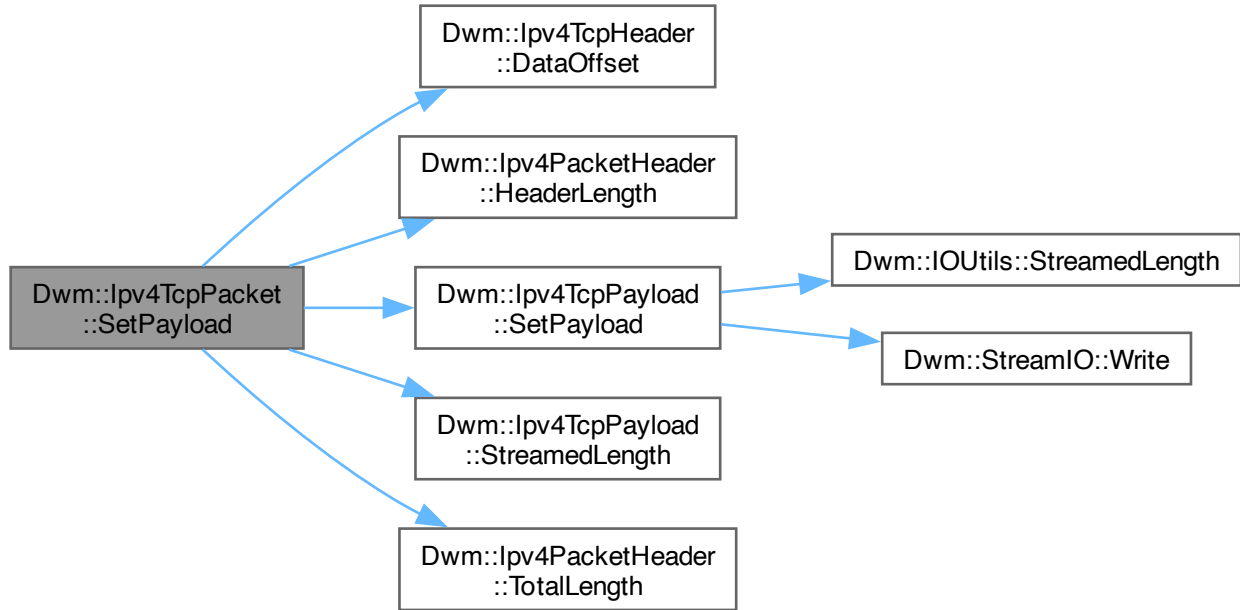 Dwm::Ipv4TcpPacket
::SetPayload
Dwm::Ipv4TcpHeader
::DataOffset
Dwm::Ipv4PacketHeader
::HeaderLength
Dwm::Ipv4TcpPayload
::SetPayload
Dwm::Ipv4TcpPayload
::StreamedLength
Dwm::Ipv4PacketHeader
::TotalLength
Dwm::IOUtils::StreamedLength
Dwm::StreamIO::Write